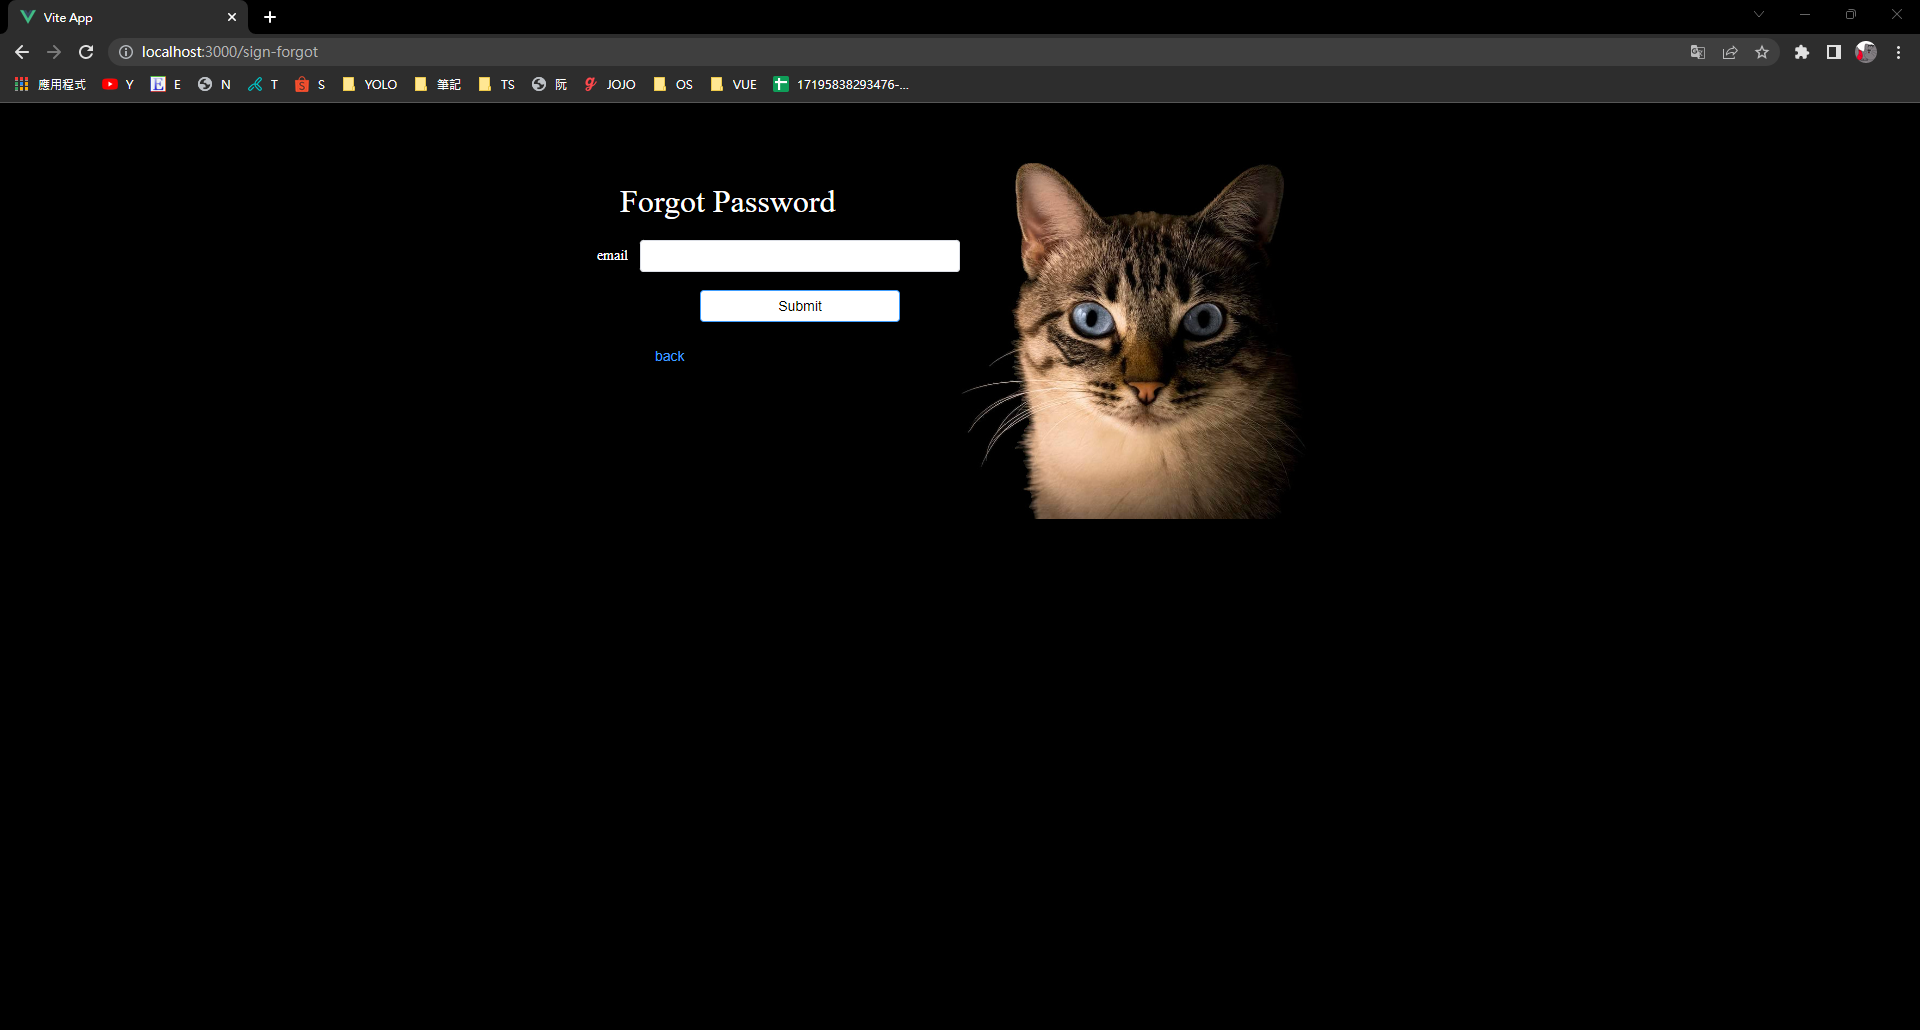 Vite App
localhost:3000/sign-forgot
應用程式 Y E N T S YOLO 筆記 TS 阮 JOJO OS VUE 17195838293476-...
Forgot Password
email
Submit
back